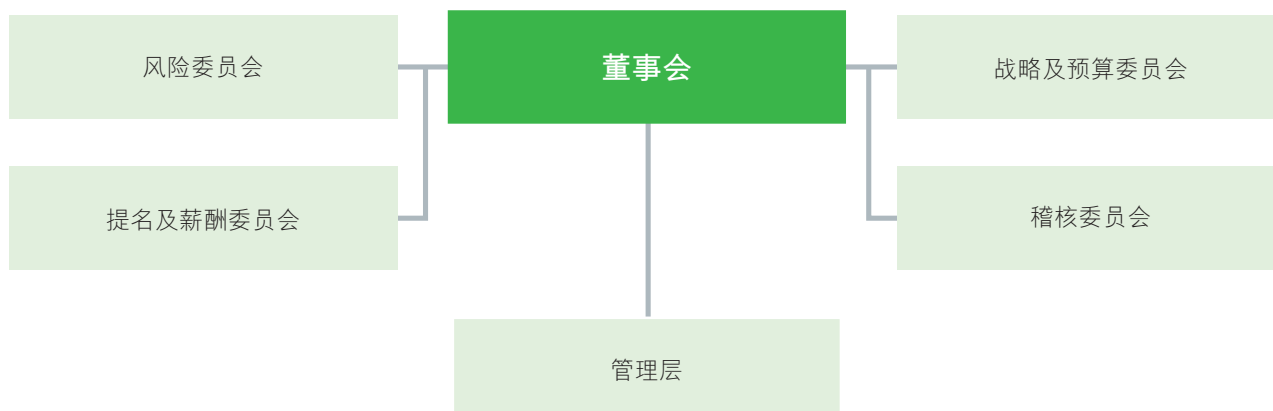 风险委员会
董事会
战略及预算委员会
提名及薪酬委员会
稽核委员会
管理层